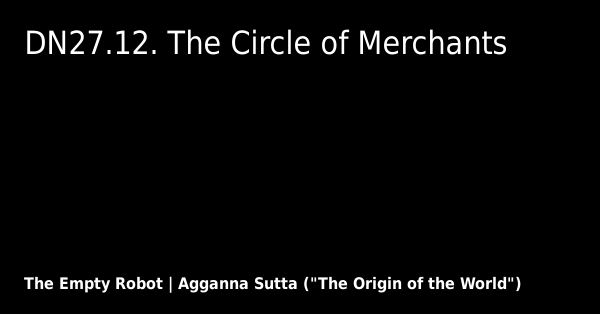 DN27.12. The Circle of Merchants
The Empty Robot | Agganna Sutta ("The Origin of the World")